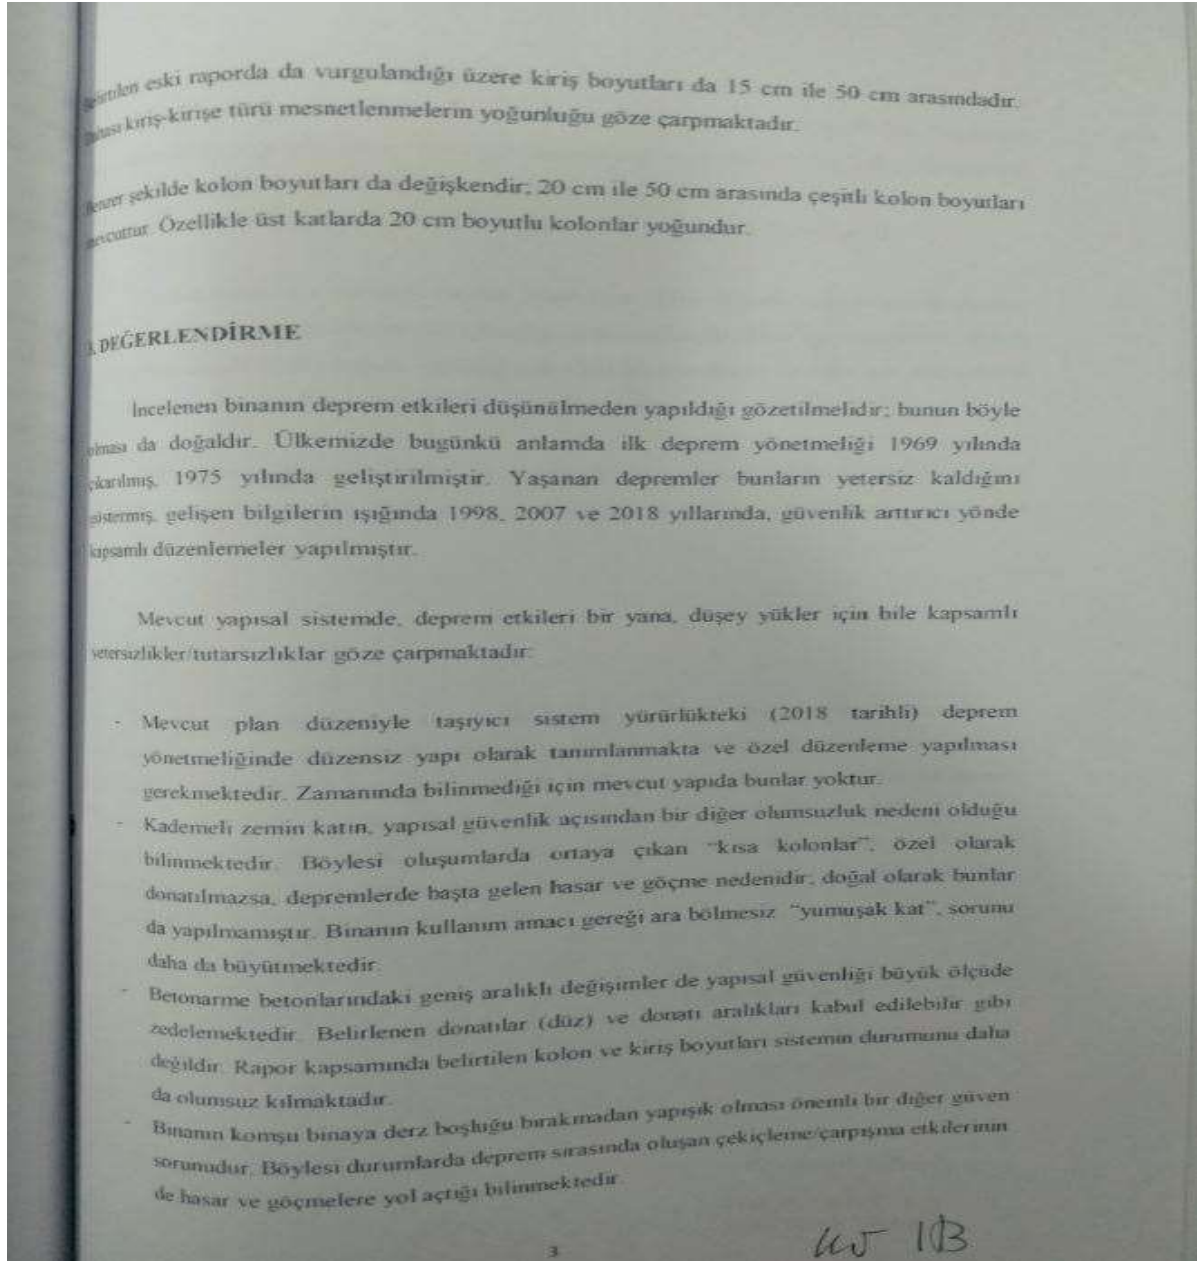 Belirtilen eski raporda da vurgulandığı üzere kiriş boyutları da 15 cm ile 50 cm arasındadır.
Dahası kiriş-kirişe türü mesnetlenmelerin yoğunluğu göze çarpmaktadır.
Benzer şekilde kolon boyutları da değişkendir; 20 cm ile 50 cm arasında çeşitli kolon boyutları
mevcuttur. Özellikle üst katlarda 20 cm boyutlu kolonlar yoğundur.
3. DEĞERLENDİRME
İncelenen binanın deprem etkileri düşünülmeden yapıldığı gözetilmelidir; bunun böyle
olması da doğaldır. Ülkemizde bugünkü anlamda ilk deprem yönetmeliği 1969 yılında
çıkarılmış, 1975 yılında geliştirilmiştir. Yaşanan depremler bunların yetersiz kaldığını
göstermiş, gelişen bilgilerin ışığında 1998, 2007 ve 2018 yıllarında, güvenlik arttırıcı yönde
kapsamlı düzenlemeler yapılmıştır.
Mevcut yapısal sistemde, deprem etkileri bir yana, düşey yükler için bile kapsamlı
yetersizlikler/tutarsızlıklar göze çarpmaktadır:
- Mevcut plan düzeniyle taşıyıcı sistem yürürlükteki (2018 tarihli) deprem
yönetmeliğinde düzensiz yapı olarak tanımlanmakta ve özel düzenleme yapılması
gerekmektedir. Zamanında bilinmediği için mevcut yapıda bunlar yoktur.
- Kademeli zemin katın, yapısal güvenlik açısından bir diğer olumsuzluk nedeni olduğu
bilinmektedir. Böylesi oluşumlarda ortaya çıkan "kısa kolonlar", özel olarak
donatılmazsa, depremlerde başta gelen hasar ve göçme nedenidir; doğal olarak bunlar
da yapılmamıştır. Binanın kullanım amacı gereği ara bölmesiz "yumuşak kat", sorunu
daha da büyütmektedir.
- Betonarme betonlarındaki geniş aralıklı değişimler de yapısal güvenliği büyük ölçüde
zedelemektedir. Belirlenen donatılar (düz) ve donatı aralıkları kabul edilebilir gibi
değildir. Rapor kapsamında belirtilen kolon ve kiriş boyutları sistemin durumunu daha
da olumsuz kılmaktadır.
- Binanın komşu binaya derz boşluğu bırakmadan yapışık olması önemli bir diğer güven
sorunudur. Böylesi durumlarda deprem sırasında oluşan çekiçleme/çarpışma etkilerinin
de hasar ve göçmelere yol açtığı bilinmektedir.
3